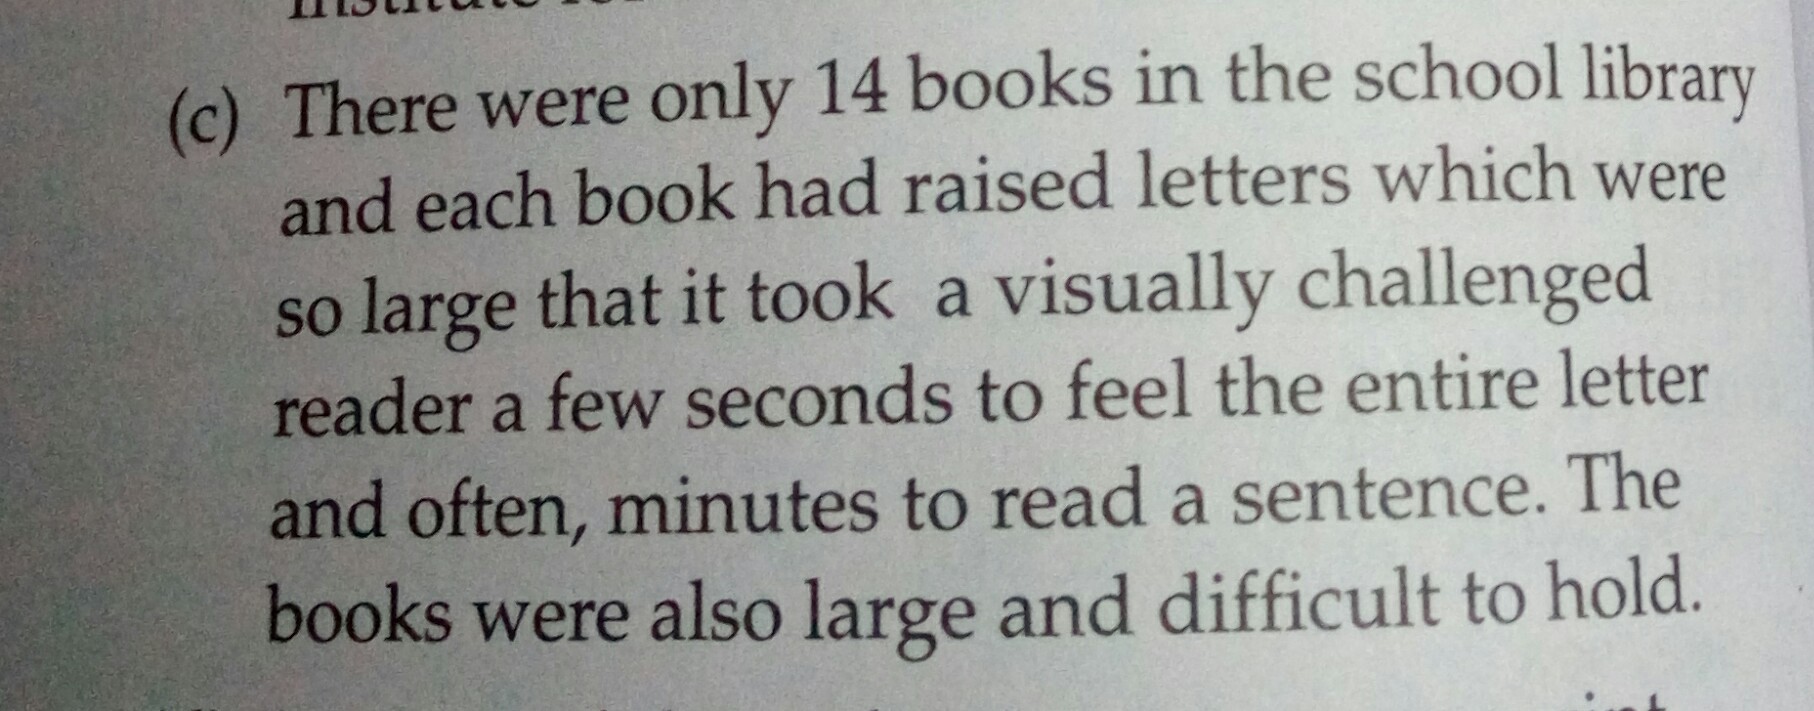 (c) There were only 14 books in the school library
and each book had raised letters which were
so large that it took a visually challenged
reader a few seconds to feel the entire letter
and often, minutes to read a sentence. The
books were also large and difficult to hold.